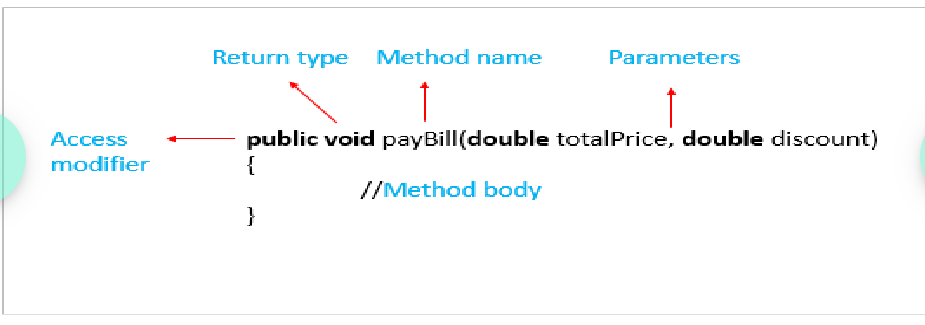 Return type Method name Parameters
Access
modifier
public void payBill(double totalPrice, double discount)
{
//Method body
}